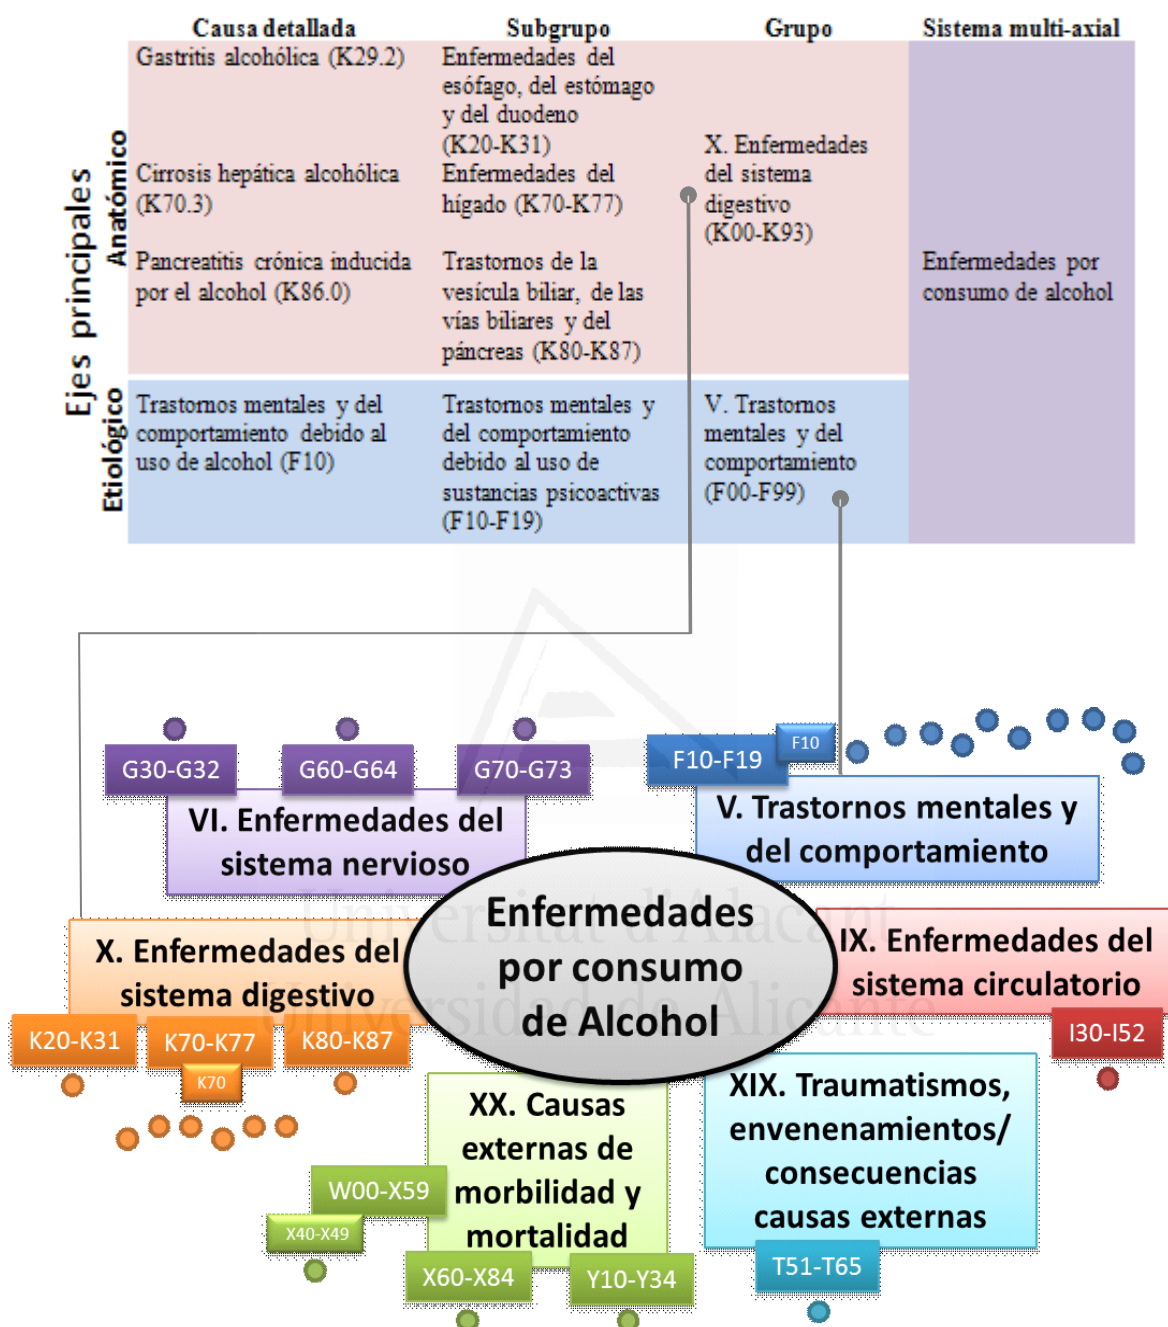 Causa detallada
Subgrupo
Grupo
Sistema multi-axial
Ejes principales
Anatómico
Gastritis alcohólica (K29.2)
Enfermedades del
esófago, del estómago
y del duodeno
(K20-K31)
X. Enfermedades
del sistema
digestivo
(K00-K93)
Cirrosis hepática alcohólica
(K70.3)
Enfermedades del
hígado (K70-K77)
Pancreatitis crónica inducida
por el alcohol (K86.0)
Trastornos de la
vesícula biliar, de las
vías biliares y del
páncreas (K80-K87)
Enfermedades por
consumo de alcohol
Etiológico
Trastornos mentales y del
comportamiento debido al
uso de alcohol (F10)
Trastornos mentales y
del comportamiento
debido al uso de
sustancias psicoactivas
(F10-F19)
V. Trastornos
mentales y del
comportamiento
(F00-F99)
G30-G32
G60-G64
G70-G73
VI. Enfermedades del
sistema nervioso
F10-F19
F10
V. Trastornos mentales y
del comportamiento
Universitat d'Alacant
Universidad de Alicante
Enfermedades
por consumo
de Alcohol
X. Enfermedades del
sistema digestivo
K20-K31
K70-K77
K80-K87
K70
IX. Enfermedades del
sistema circulatorio
I30-I52
XX. Causas
externas de
morbilidad y
mortalidad
W00-X59
X40-X49
X60-X84
Y10-Y34
XIX. Traumatismos,
envenenamientos/
consecuencias
causas externas
T51-T65